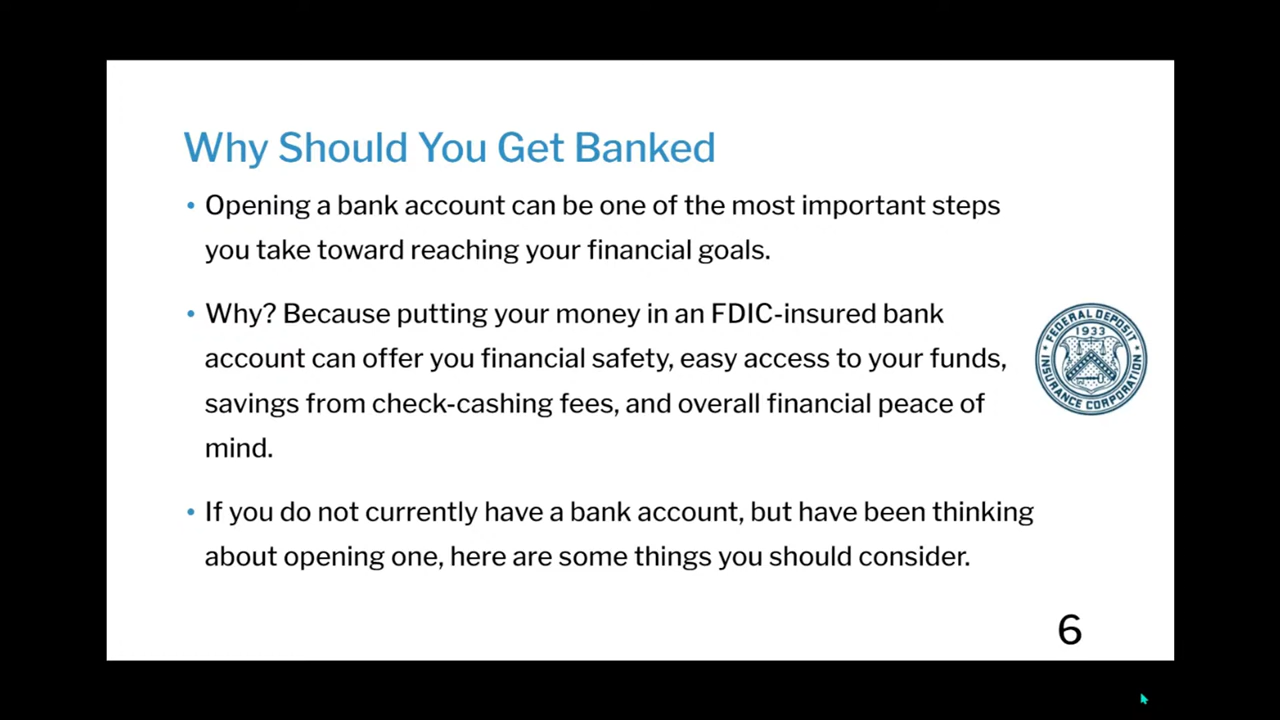 Why Should You Get Banked
• Opening a bank account can be one of the most important steps
you take toward reaching your financial goals.
• Why? Because putting your money in an FDIC-insured bank
account can offer you financial safety, easy access to your funds,
savings from check-cashing fees, and overall financial peace of
mind.
FEDERAL DEPOSIT
1933
INSURANCE CORPORATION
• If you do not currently have a bank account, but have been thinking
about opening one, here are some things you should consider.
6